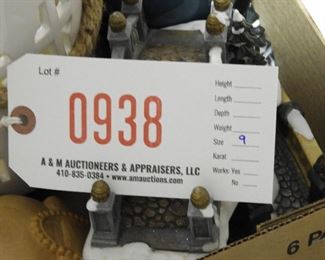 Lot #
0938
A & M AUCTIONEERS & APPRAISERS, LLC
410-835-0384 • www.amauctions.com
Height
Length
Depth
Weight
Size 9
Karat
Works: Yes
No
6 PA